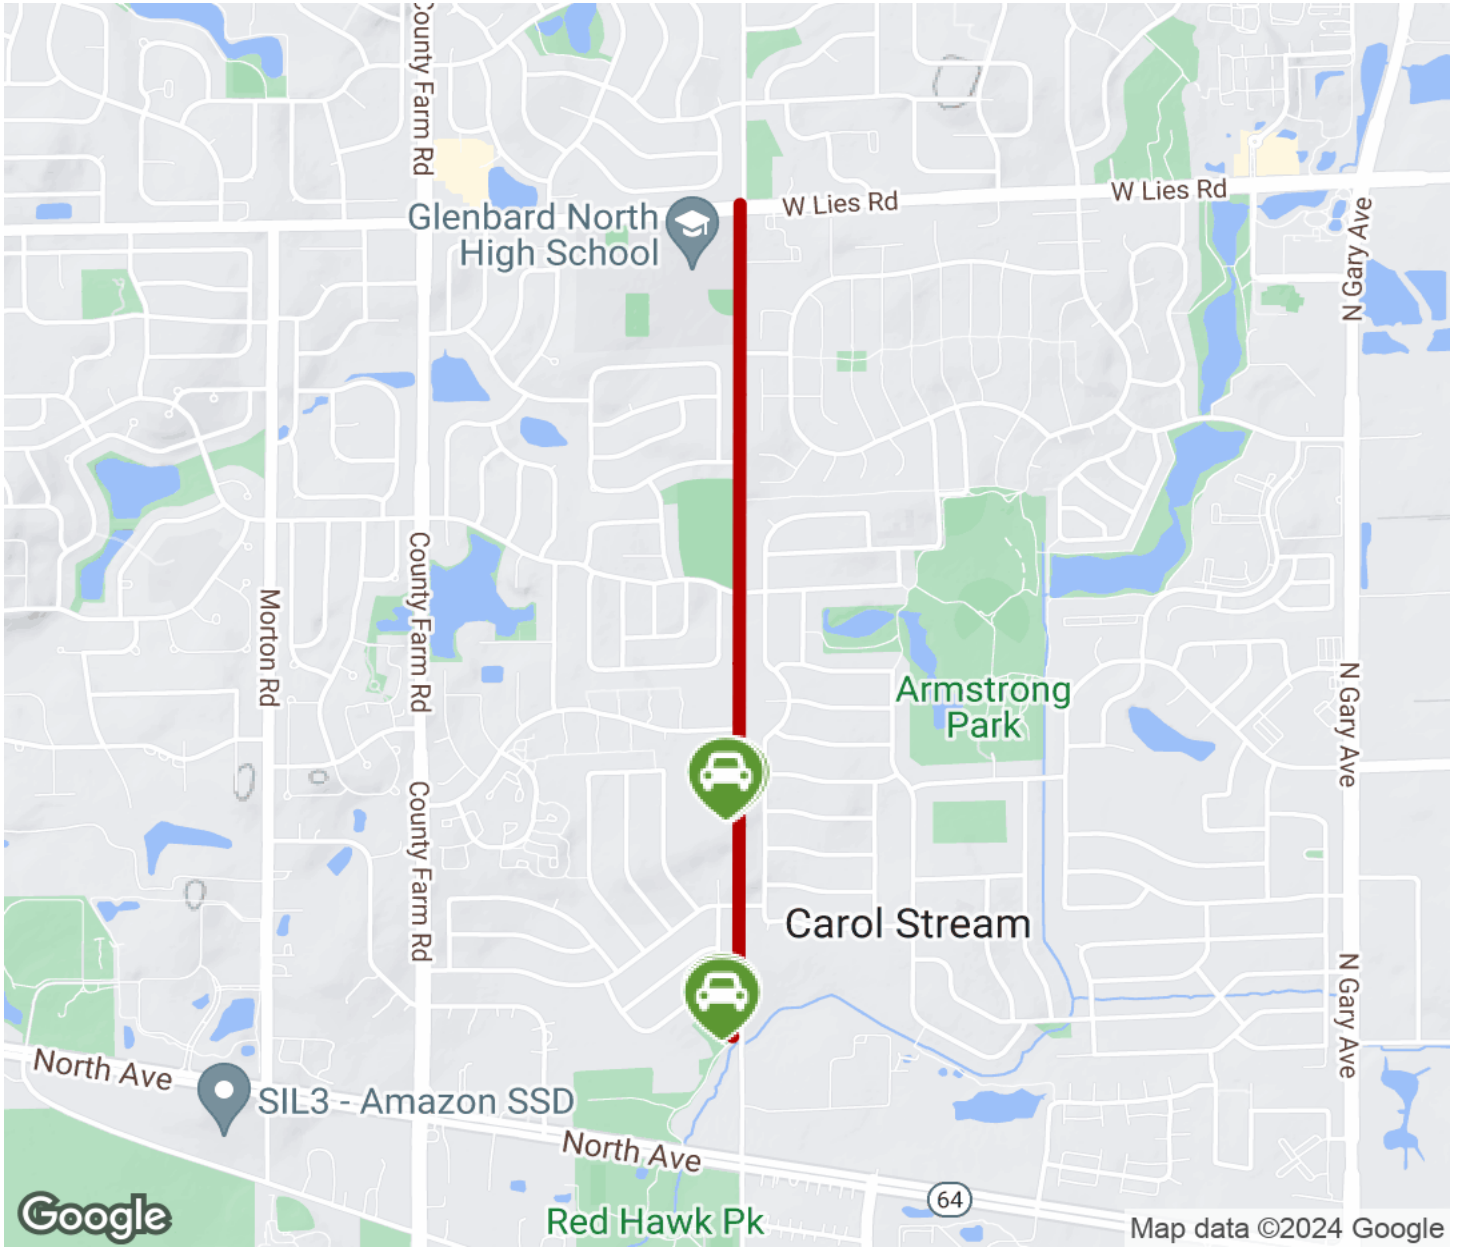 County Farm Rd
W Lies Rd
W Lies Rd
Glenbard North
High School
N Gary Ave
County Farm Rd
Morton Rd
Armstrong
Park
N Gary Ave
County Farm Rd
Carol Stream
N Gary Ave
North Ave
SIL3 - Amazon SSD
North Ave
64
Red Hawk Pk
Google
Map data ©2024 Google